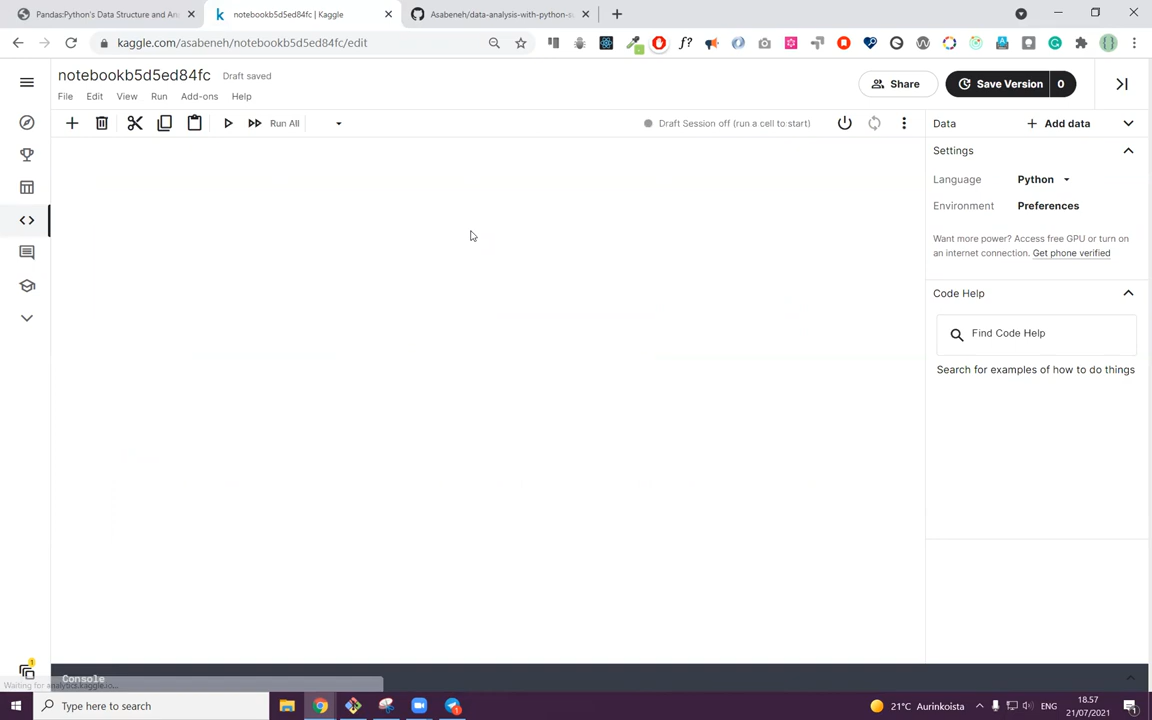 Pandas:Python's Data Structure and An
notebookb5d5ed84fc | Kaggle
Asabeneh/data-analysis-with-python-s
kaggle.com/asabeneh/notebookb5d5ed84fc/edit
notebookb5d5ed84fc
Draft saved
Share
Save Version
0
File
Edit
View
Run
Add-ons
Help
Run All
Draft Session off (run a cell to start)
Data
Add data
Settings
Language
Python
Environment
Preferences
Want more power? Access free GPU or turn on
an internet connection. Get phone verified
Code Help
Find Code Help
Search for examples of how to do things
Console
1
Type here to search
21°C Aurinkoista
ENG
18.57
21/07/2021
1